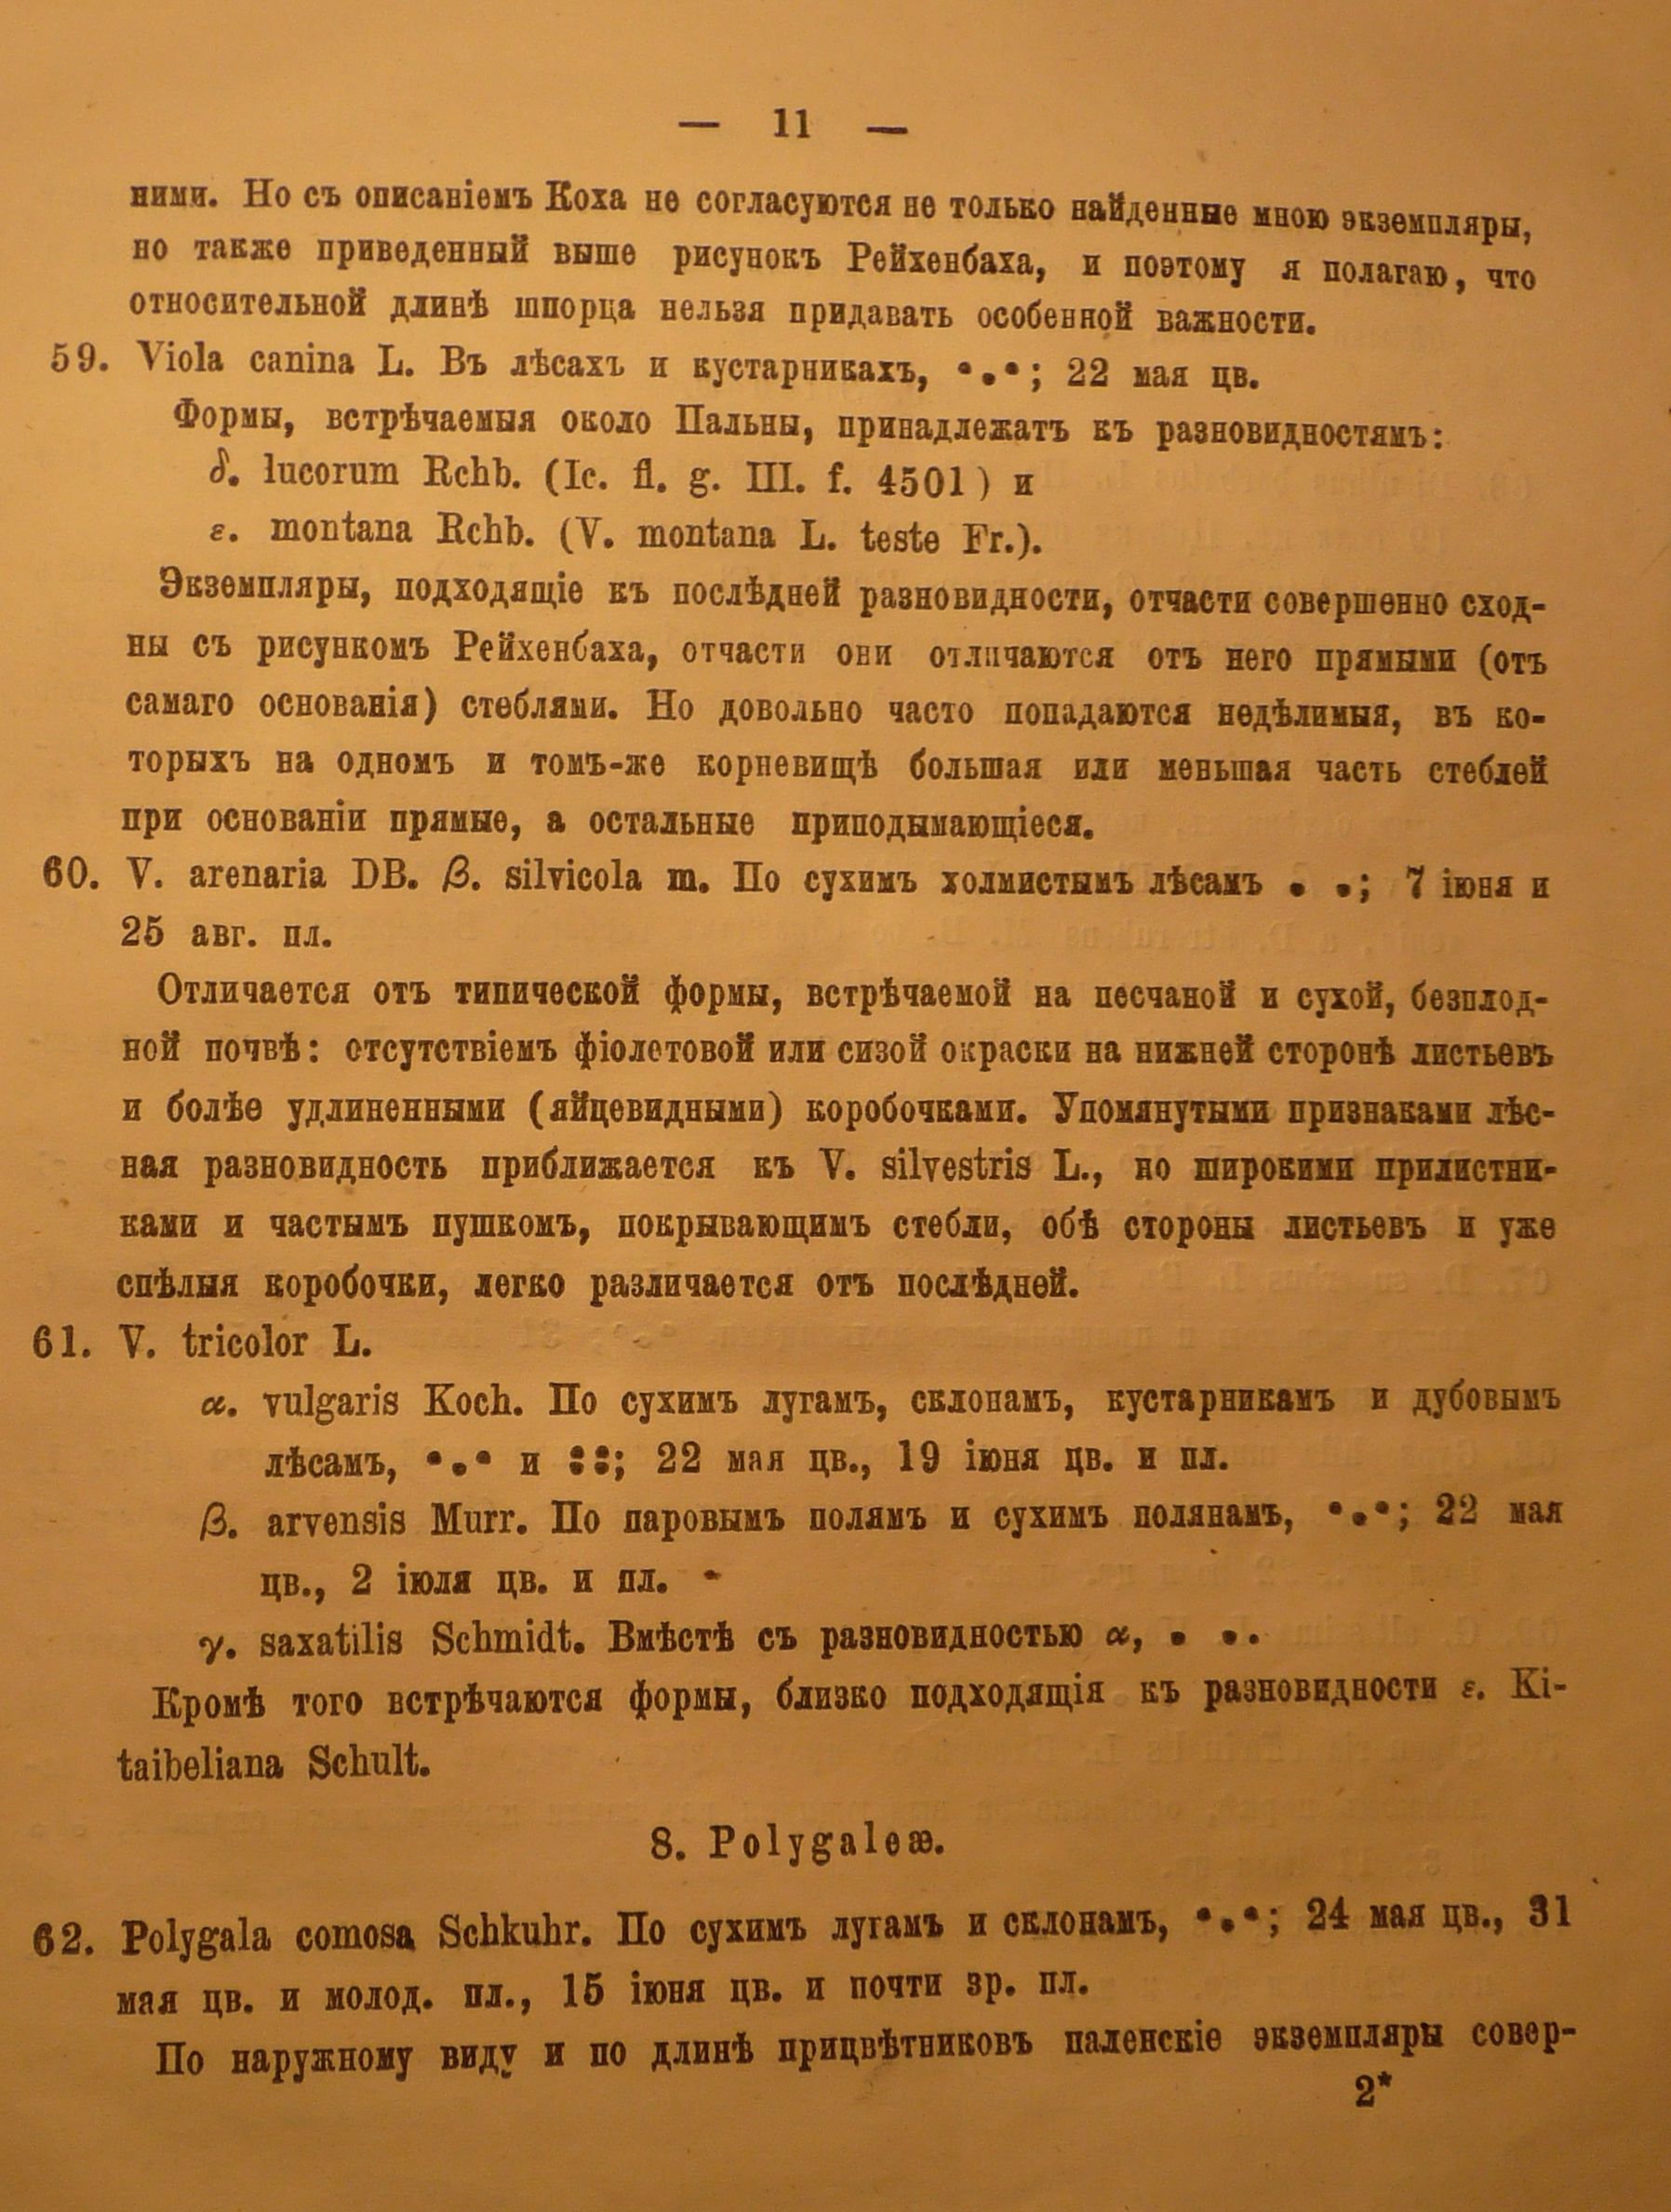 — 11 —
ними. Но съ описаніемъ Коха не согласуются не только найденные мною экземпляры,
но также приведенный выше рисунокъ Рейхенбаха, и поэтому я полагаю, что
относительной длинѣ шпорца нельзя придавать особенной важности.
59. Viola canina L. Въ лѣсахъ и кустарникахъ, •.•; 22 мая цв.
Формы, встрѣчаемыя около Пальны, принадлежатъ къ разновидностямъ:
δ. lucorum Rchb. (Ic. fl. g. III. f. 4501) и
ε. montana Rchb. (V. montana L. teste Fr.).
Экземпляры, подходящіе къ послѣдней разновидности, отчасти совершенно сход-
ны съ рисункомъ Рейхенбаха, отчасти они отличаются отъ него прямыми (отъ
самаго основанія) стеблями. Но довольно часто попадаются недѣлимыя, въ ко-
торыхъ на одномъ и томъ-же корневищѣ большая или меньшая часть стеблей
при основаніи прямые, а остальные приподымающіеся.
60. V. arenaria DB. β. silvicola m. По сухимъ холмистымъ лѣсамъ • •; 7 іюня и
25 авг. пл.
Отличается отъ типической формы, встрѣчаемой на песчаной и сухой, безплод-
ной почвѣ: отсутствіемъ фіолетовой или сизой окраски на нижней сторонѣ листьевъ
и болѣе удлиненными (яйцевидными) коробочками. Упомянутыми признаками лѣс-
ная разновидность приближается къ V. silvestris L., но широкими прилистни-
ками и частымъ пушкомъ, покрывающимъ стебли, обѣ стороны листьевъ и уже
спѣлыя коробочки, легко различается отъ послѣдней.
61. V. tricolor L.
α. vulgaris Koch. По сухимъ лугамъ, склонамъ, кустарникамъ и дубовымъ
лѣсамъ, •.• и ::; 22 мая цв., 19 іюня цв. и пл.
β. arvensis Murr. По паровымъ полямъ и сухимъ полянамъ, •.•; 22 мая
цв., 2 іюля цв. и пл.
γ. saxatilis Schmidt. Вмѣстѣ съ разновидностью α, • •.
Кромѣ того встрѣчаются формы, близко подходящія къ разновидности ε. Ki-
taibeliana Schult.
8. Polygaleæ.
62. Polygala comosa Schkuhr. По сухимъ лугамъ и склонамъ, •.•; 24 мая цв., 31
мая цв. и молод. пл., 15 іюня цв. и почти зр. пл.
По наружному виду и по длинѣ прицвѣтниковъ паленскіе экземпляры совер-
2*